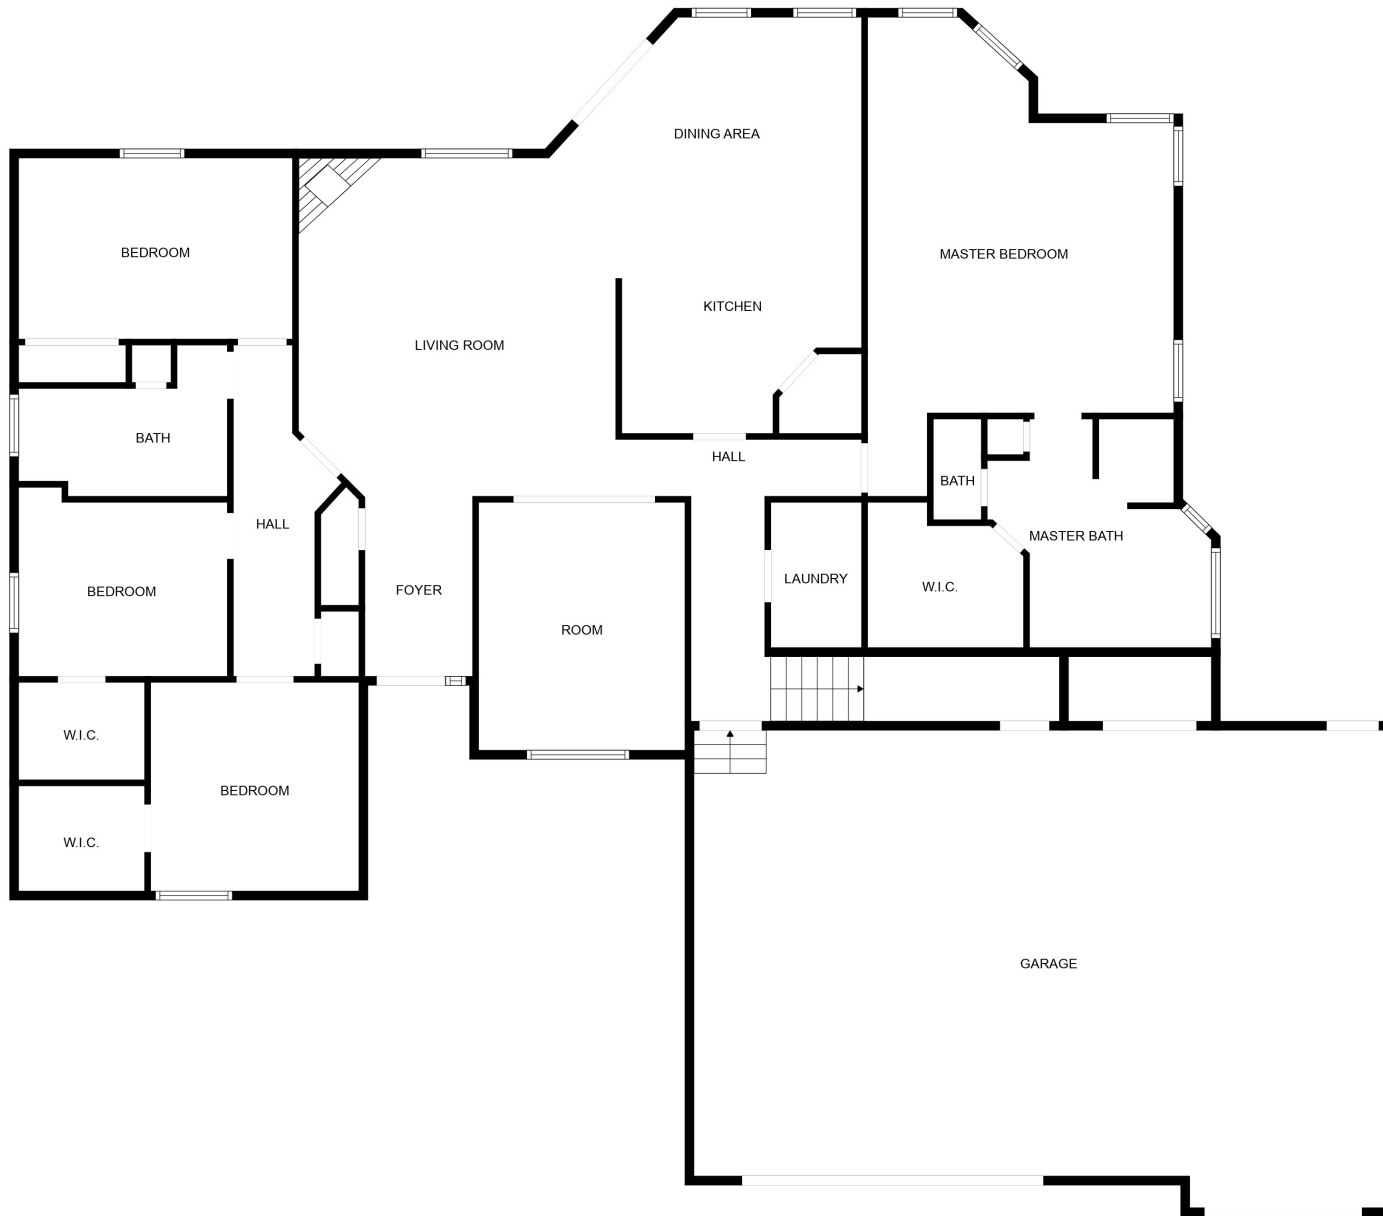 DINING AREA
BEDROOM
MASTER BEDROOM
KITCHEN
LIVING ROOM
BATH
HALL
BATH
HALL
MASTER BATH
LAUNDRY
W.I.C.
BEDROOM
FOYER
ROOM
W.I.C.
BEDROOM
W.I.C.
GARAGE